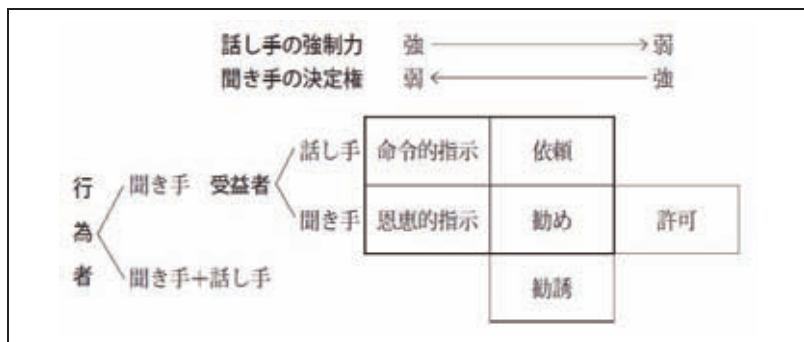 話し手の強制力 強 → 弱
聞き手の決定権 弱 ← 強
話し手 命令的指示 依頼
行為者 聞き手 受益者
聞き手 恩恵的指示 勧め 許可
聞き手+話し手
勧誘